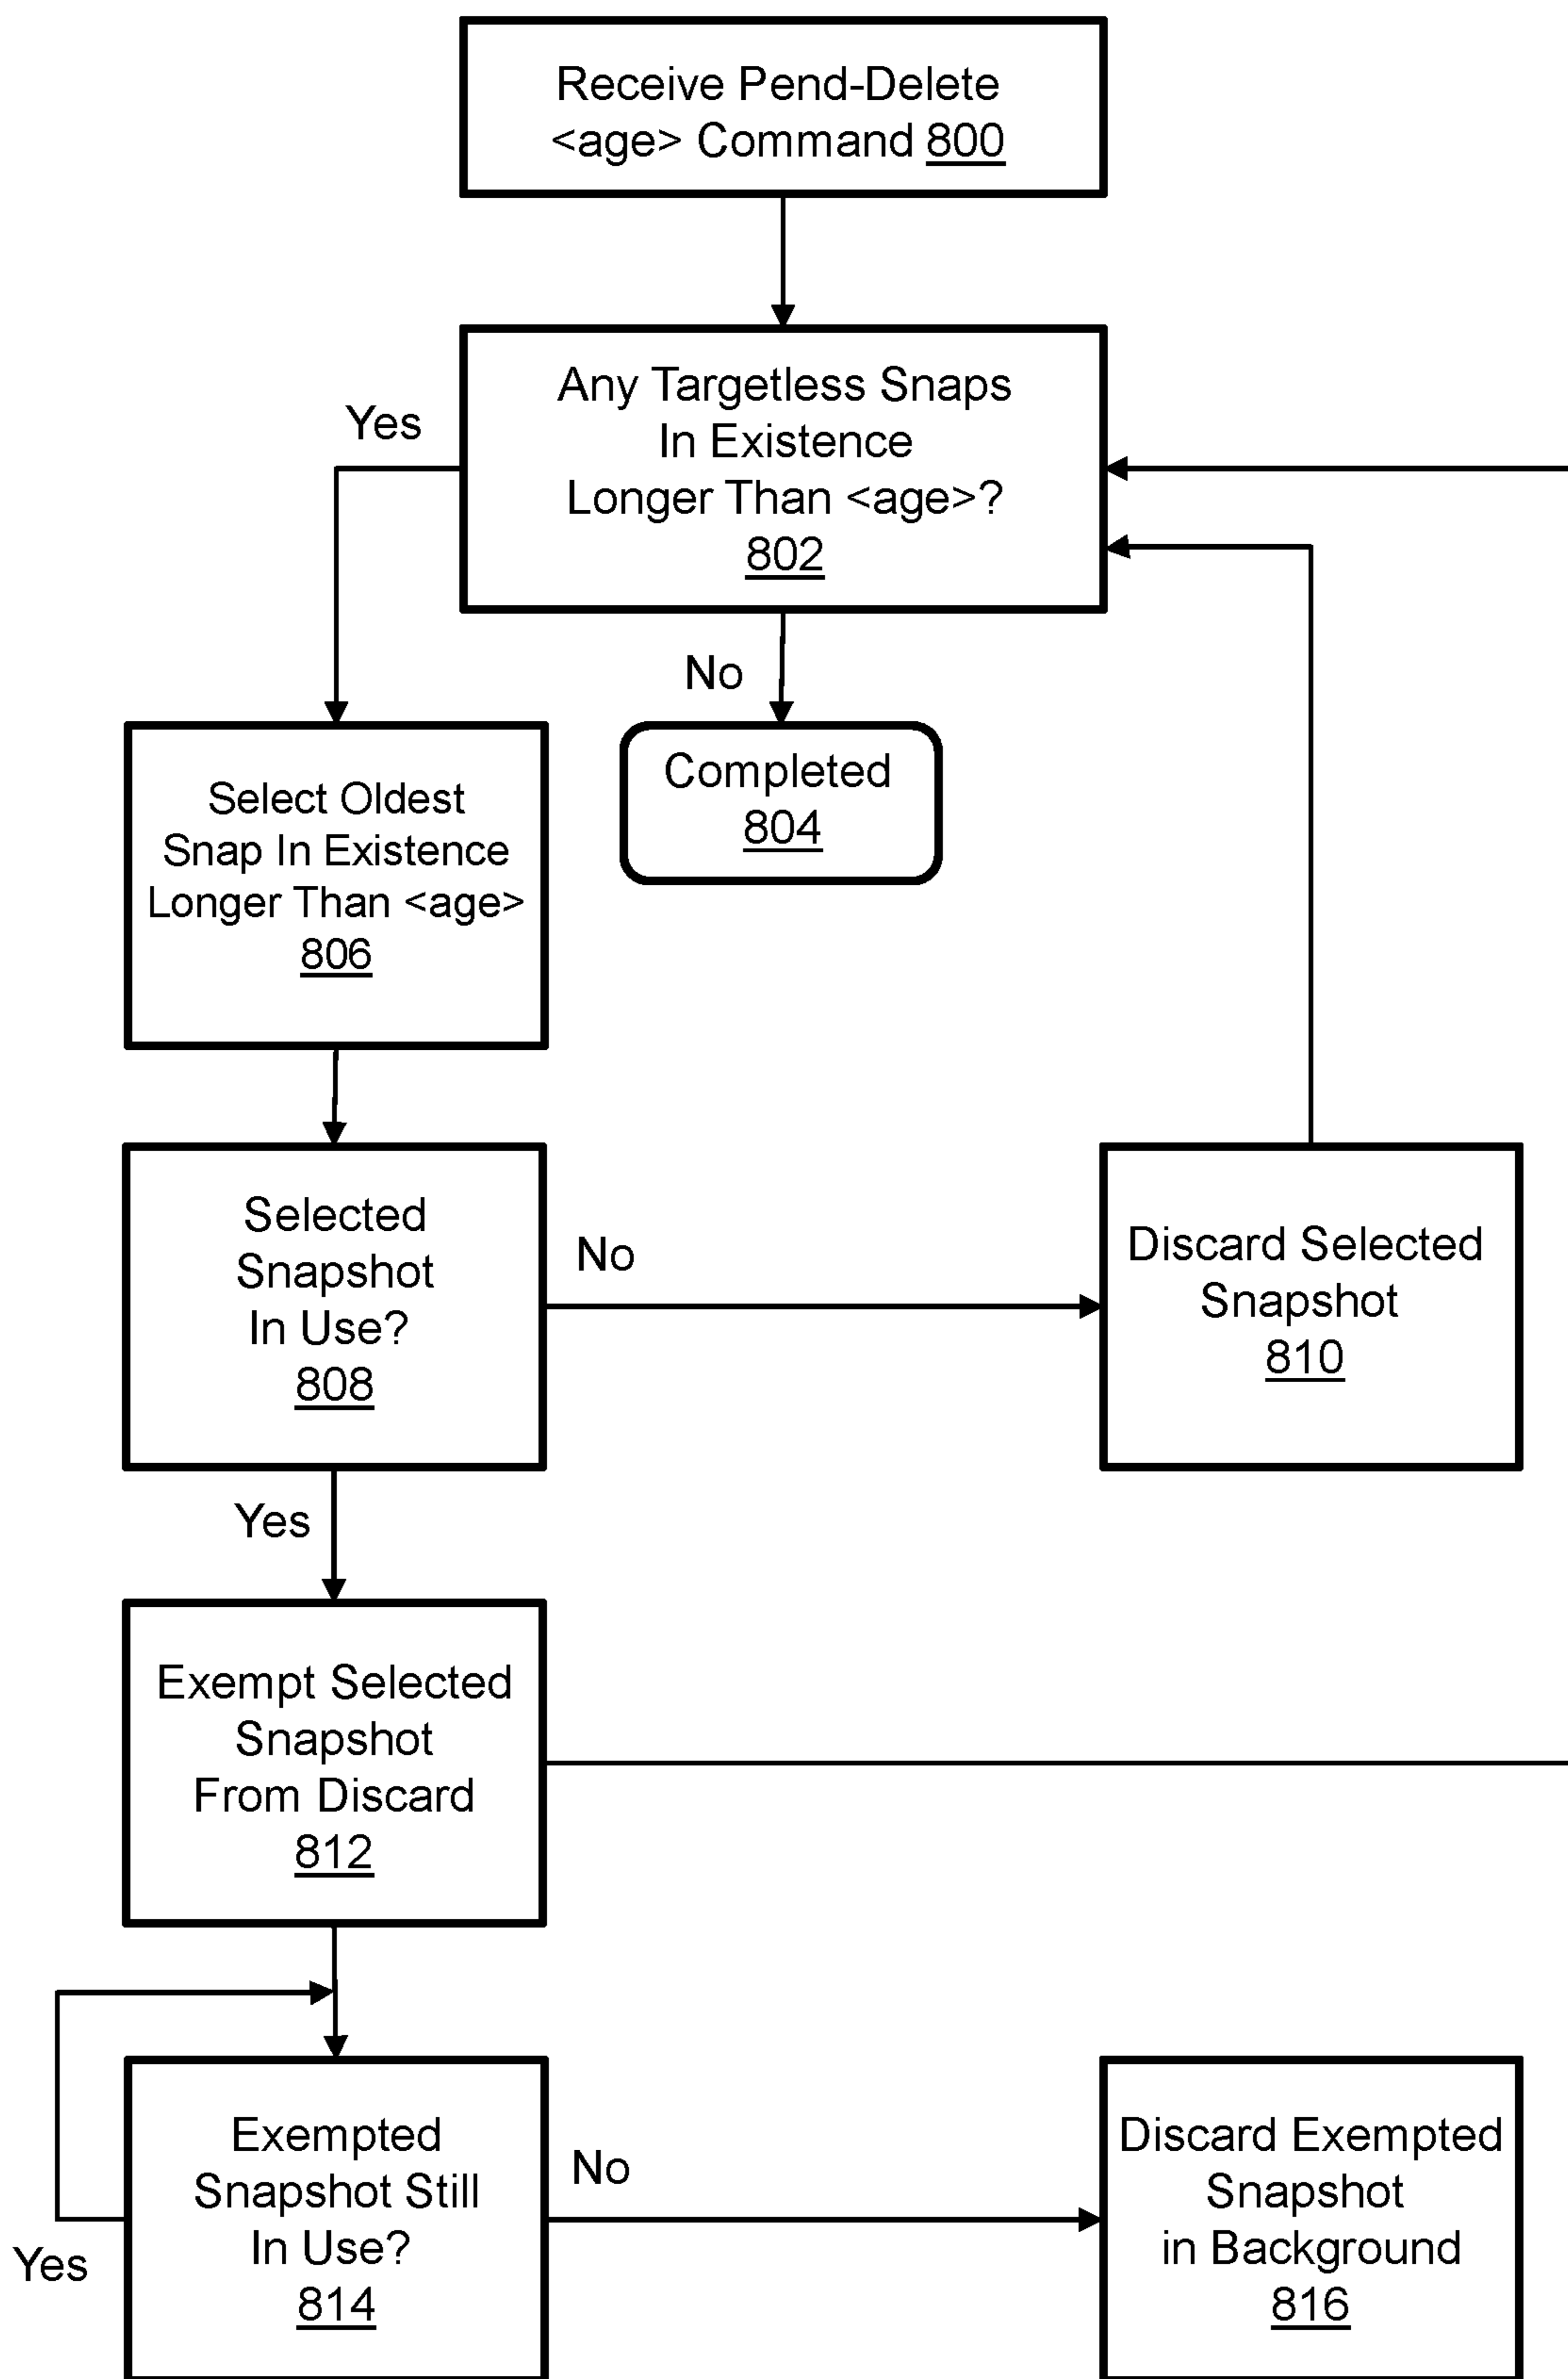 Receive Pend-Delete
<age> Command 800
Any Targetless Snaps
In Existence
Longer Than <age>?
802
Yes
No
Completed
804
Select Oldest
Snap In Existence
Longer Than <age>
806
Selected
Snapshot
In Use?
808
No
Discard Selected
Snapshot
810
Yes
Exempt Selected
Snapshot
From Discard
812
Exempted
Snapshot Still
In Use?
814
Yes
No
Discard Exempted
Snapshot
in Background
816